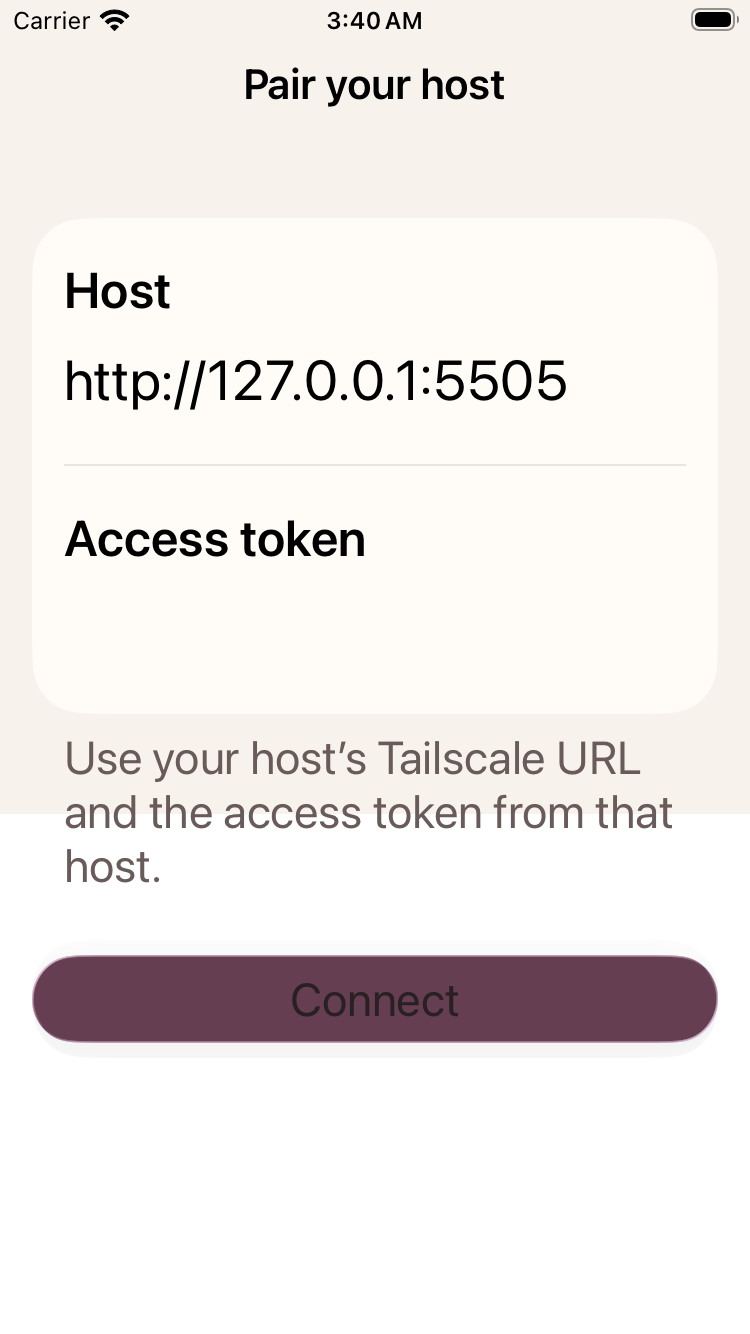 Carrier 3:40 AM
Pair your host
Host
http://127.0.0.1:5505
Access token
Use your host’s Tailscale URL
and the access token from that
host.
Connect